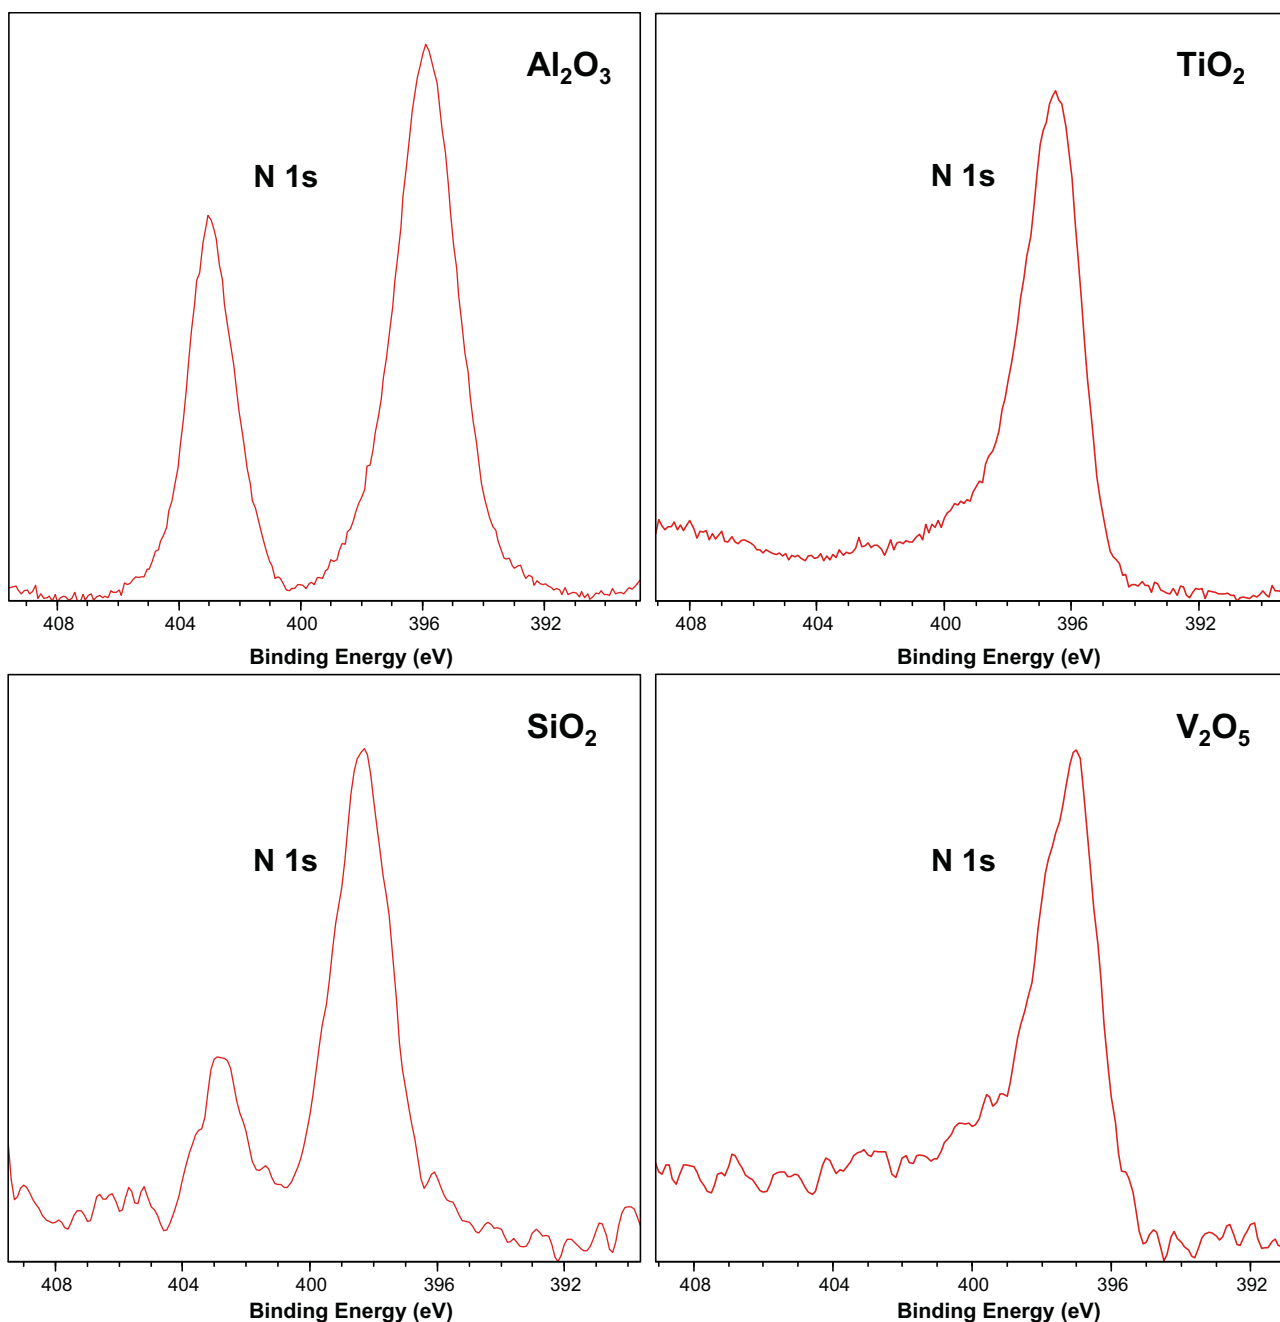 Al₂O₃
N 1s
408 404 400 396 392
Binding Energy (eV)
TiO₂
N 1s
408 404 400 396 392
Binding Energy (eV)
SiO₂
N 1s
408 404 400 396 392
Binding Energy (eV)
V₂O₅
N 1s
408 404 400 396 392
Binding Energy (eV)